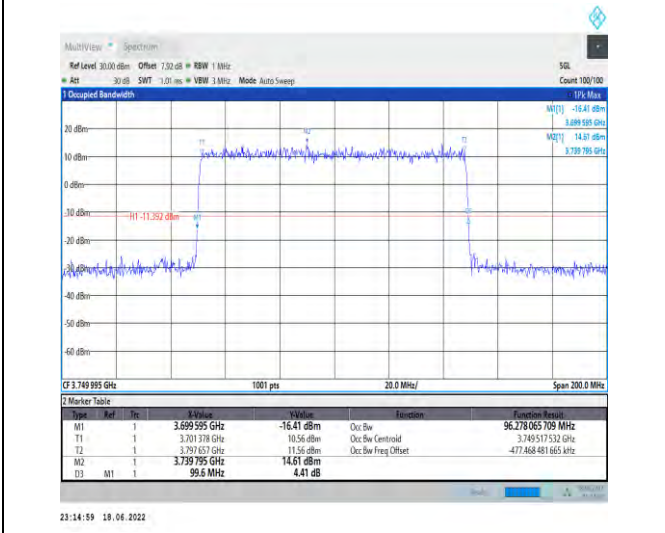 MultiView Spectrum
Ref Level 30.00 dBm Offset 7.92 dB RBW 1 MHz SGL
Att 30 dB SWT 1.01 ms VBW 3 MHz Mode Auto Sweep Count 100/100
1 Occupied Bandwidth 1Pk Max
M1[1] -16.41 dBm
3.699 595 GHz
M2[1] 14.61 dBm
3.739 795 GHz
M2
T1
T2
20 dBm
10 dBm
0 dBm
-10 dBm
H1 -11.392 dBm
M1
-20 dBm
-30 dBm
-40 dBm
-50 dBm
-60 dBm
CF 3.749 995 GHz 1001 pts 20.0 MHz/ Span 200.0 MHz
2 Marker Table
Type Ref Trc X-Value Y-Value Function Function Result
M1 1 3.699 595 GHz -16.41 dBm Occ Bw 96.278 065 709 MHz
T1 1 3.701 378 GHz 10.56 dBm Occ Bw Centroid 3.749 517 532 GHz
T2 1 3.797 657 GHz 11.56 dBm Occ Bw Freq Offset -477.468 481 665 kHz
M2 1 3.739 795 GHz 14.61 dBm
D3 M1 1 99.6 MHz 4.41 dB
23:14:59 18.06.2022